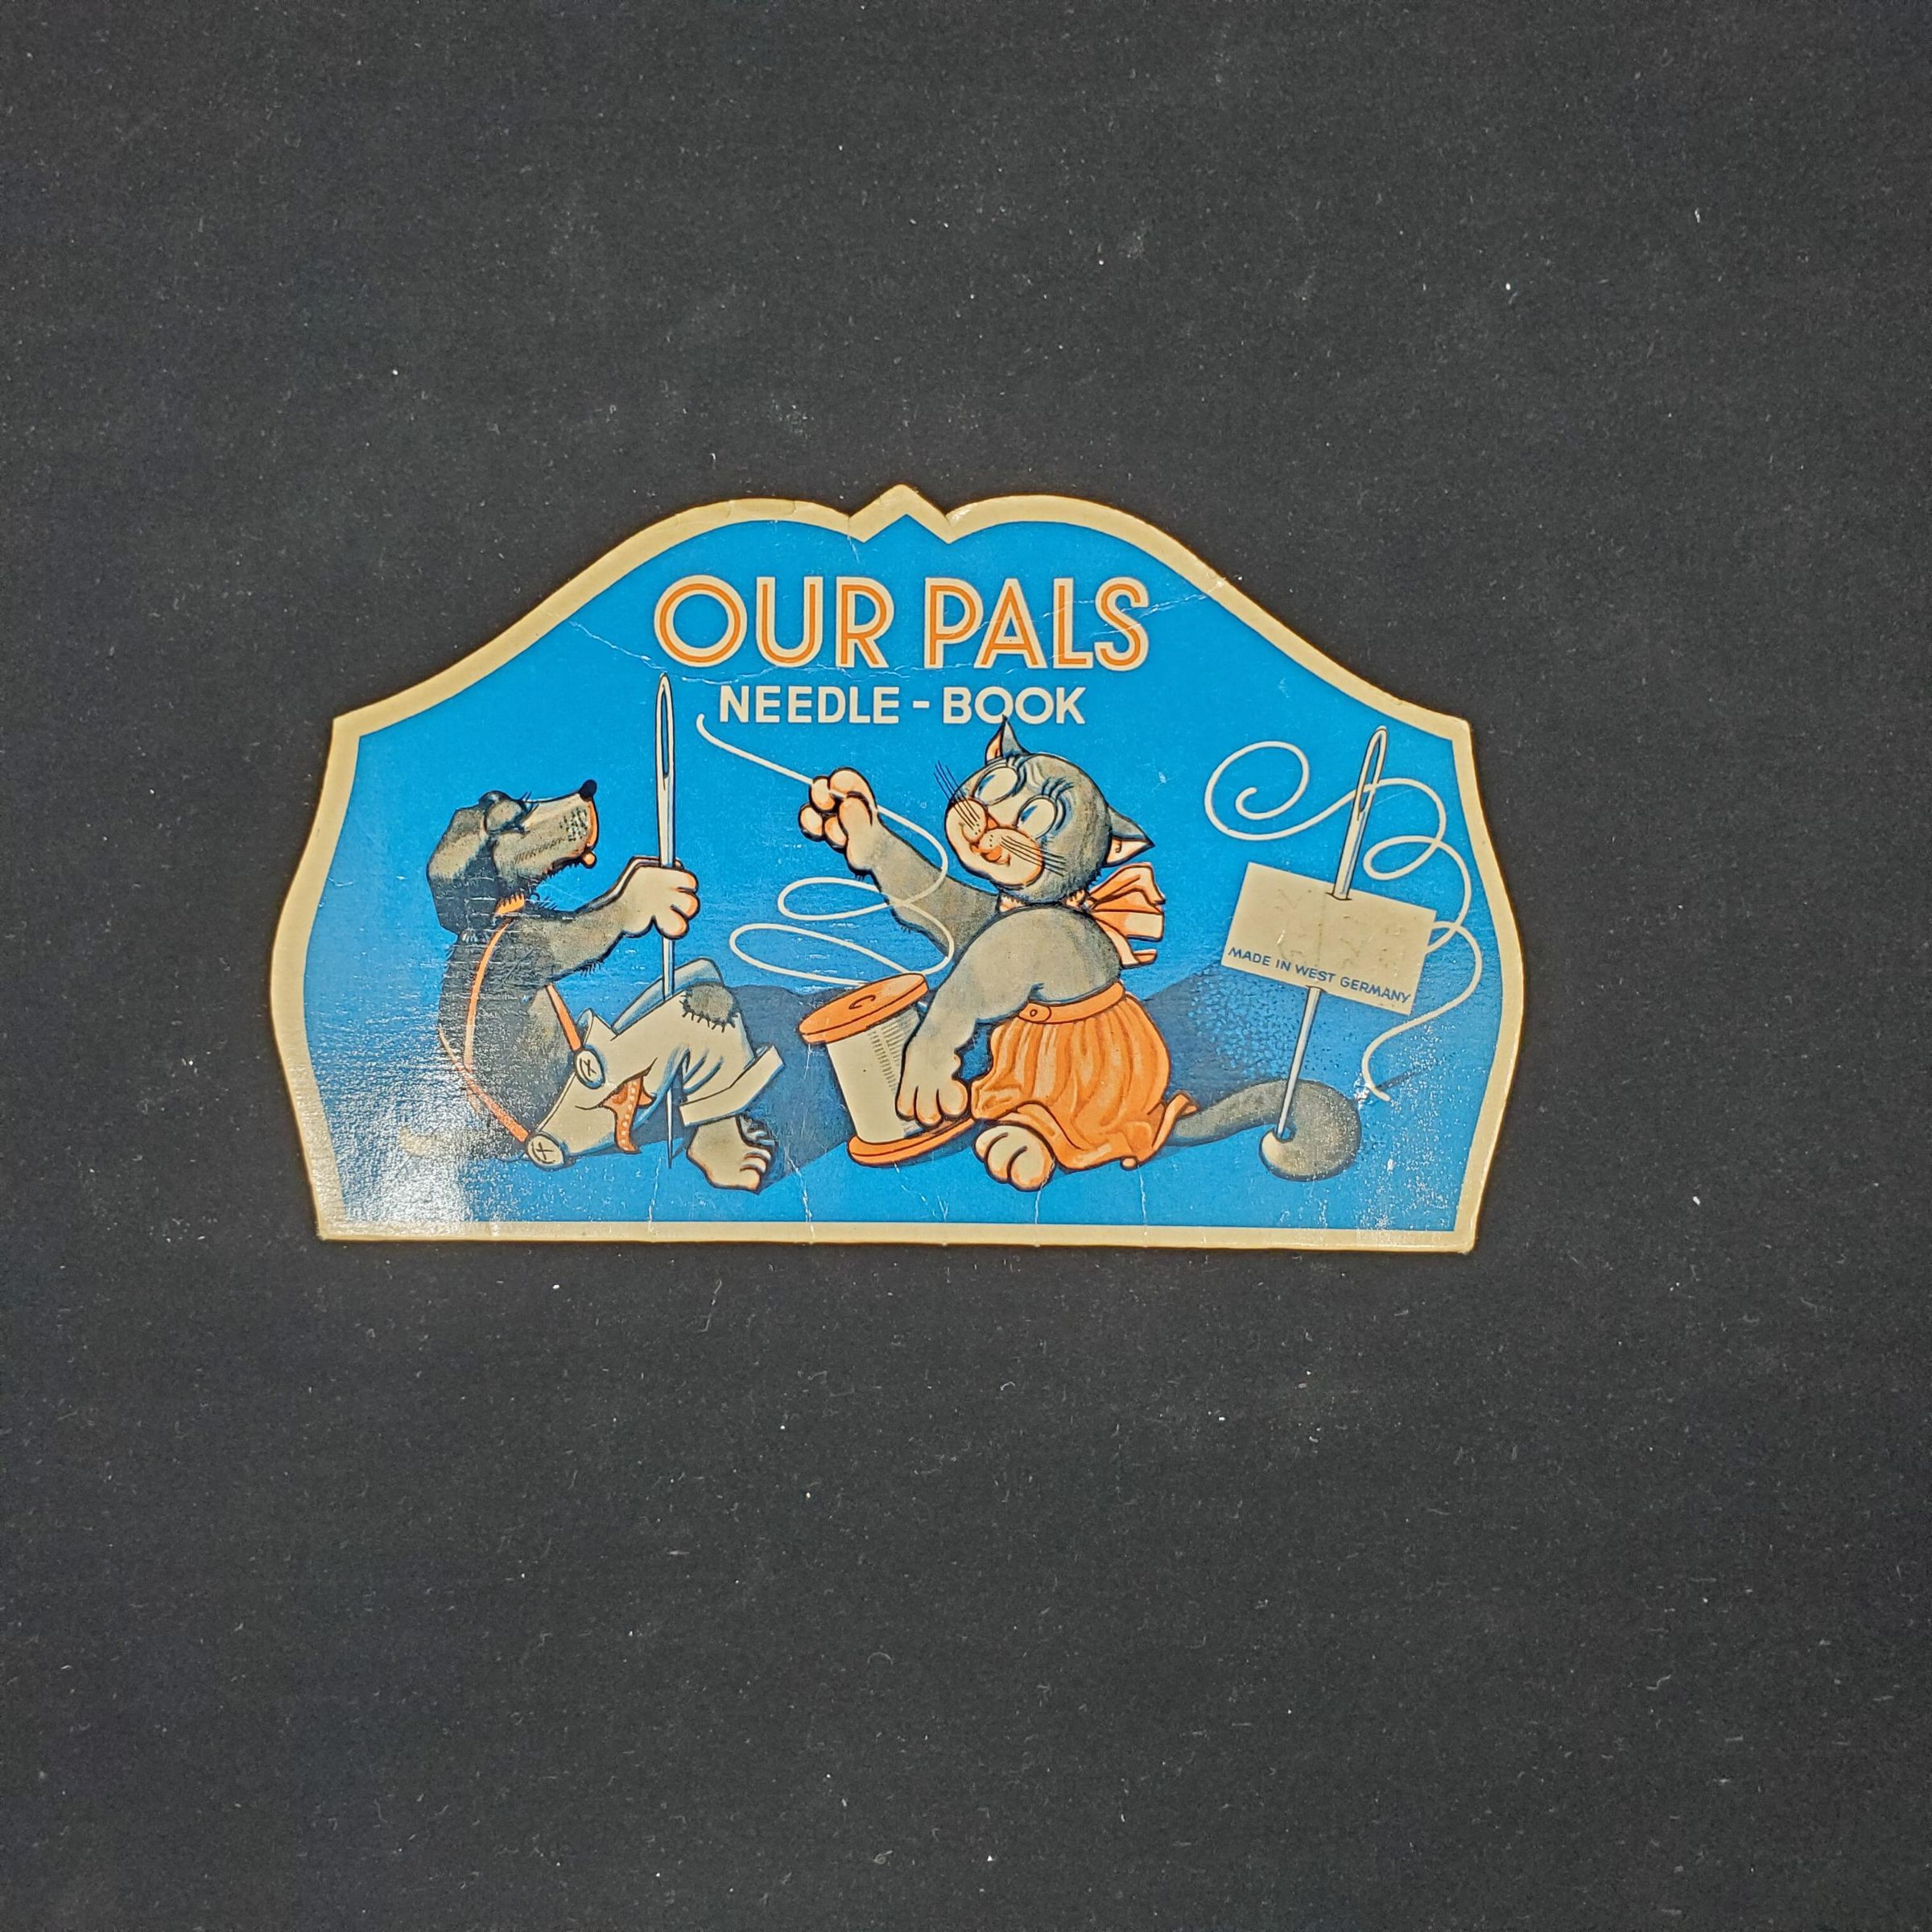 OUR PALS
NEEDLE - BOOK
MADE IN WEST GERMANY